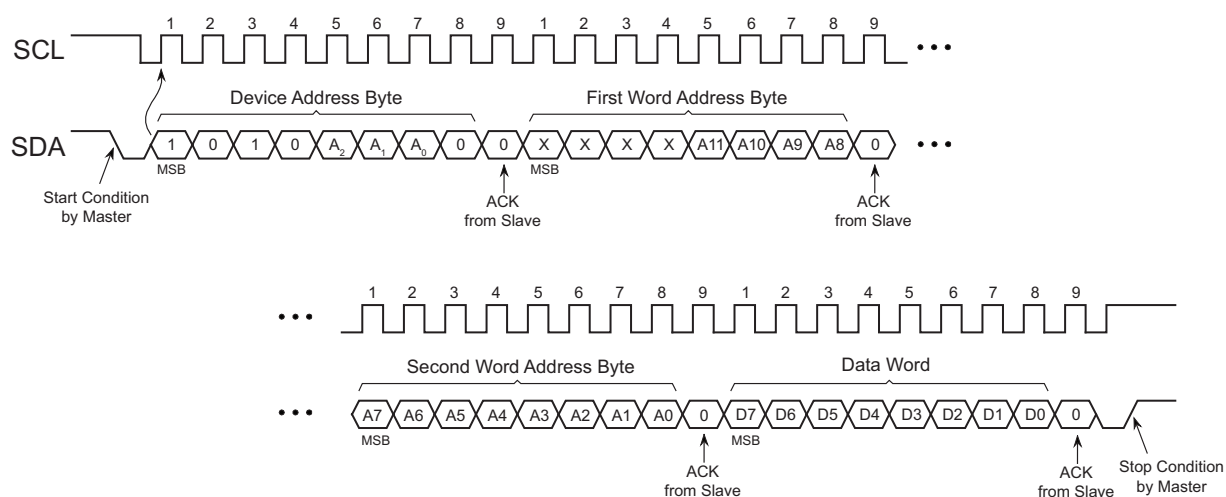 1 2 3 4 5 6 7 8 9 1 2 3 4 5 6 7 8 9
SCL
Device Address Byte First Word Address Byte
SDA 1 0 1 0 A2 A1 A0 0 0 X X X X A11 A10 A9 A8 0
MSB MSB
Start Condition
by Master
ACK
from Slave
ACK
from Slave
1 2 3 4 5 6 7 8 9 1 2 3 4 5 6 7 8 9
Second Word Address Byte Data Word
A7 A6 A5 A4 A3 A2 A1 A0 0 D7 D6 D5 D4 D3 D2 D1 D0 0
MSB MSB
ACK
from Slave
ACK
from Slave
Stop Condition
by Master